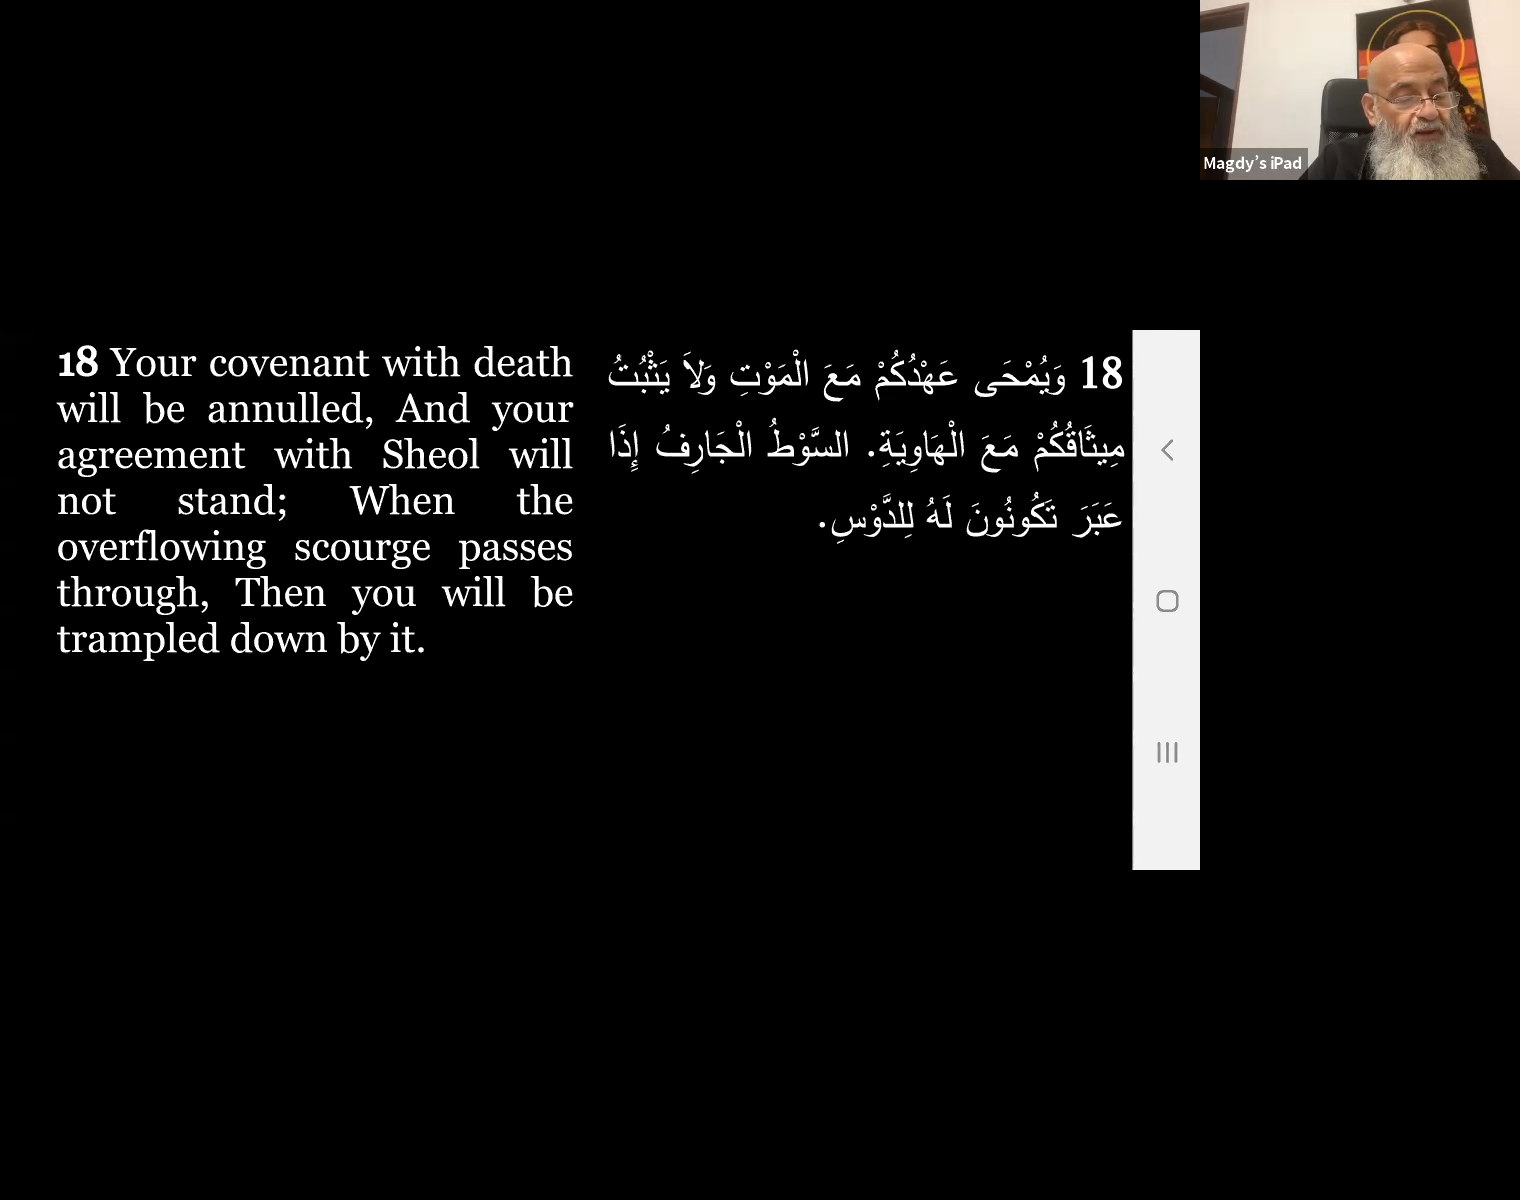 18 Your covenant with death
will be annulled, And your
agreement with Sheol will
not stand; When the
overflowing scourge passes
through, Then you will be
trampled down by it.
18 وَيُمْحَى عَهْدُكُمْ مَعَ الْمَوْتِ وَلاَ يَثْبُتُ
مِيثَاقُكُمْ مَعَ الْهَاوِيَةِ. السَّوْطُ الْجَارِفُ إِذَا
عَبَرَ تَكُونُونَ لَهُ لِلدَّوْسِ.
Magdy’s iPad